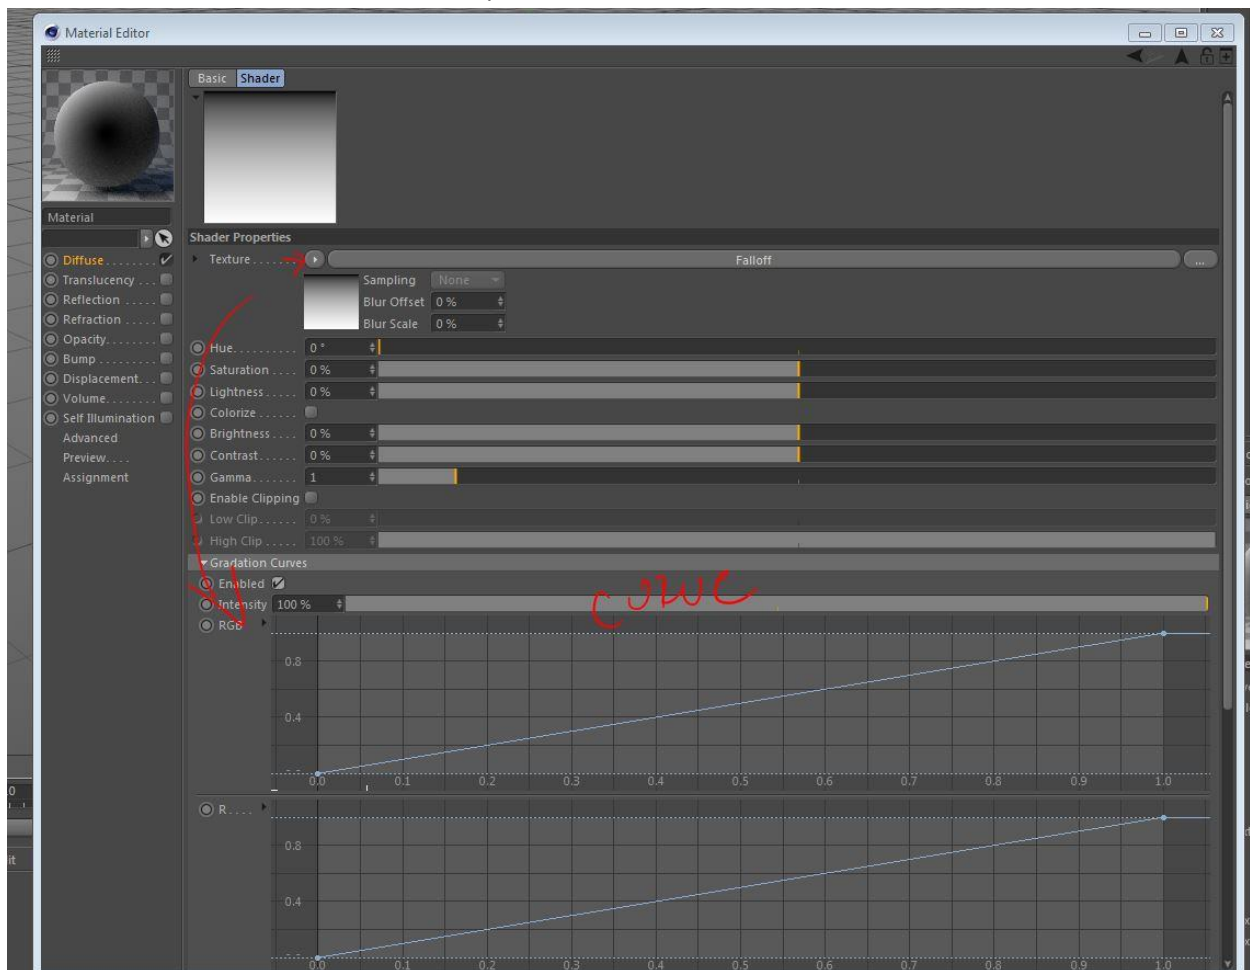 Material Editor
Basic Shader
Material
Shader Properties
Texture....... Falloff ...
Sampling None
Blur Offset 0 %
Blur Scale 0 %
Diffuse........
Translucency ...
Reflection .....
Refraction .....
Opacity........
Bump .........
Displacement...
Volume........
Self Illumination
Advanced
Preview....
Assignment
Hue......... 0 °
Saturation .... 0 %
Lightness..... 0 %
Colorize ......
Brightness.... 0 %
Contrast...... 0 %
Gamma....... 1
Enable Clipping
Low Clip...... 0 %
High Clip ..... 100 %
Gradation Curves
Enabled
Intensity 100 %
RGB
0.8
0.4
0.0 0.1 0.2 0.3 0.4 0.5 0.6 0.7 0.8 0.9 1.0
R....
0.8
0.4
0.0 0.1 0.2 0.3 0.4 0.5 0.6 0.7 0.8 0.9 1.0